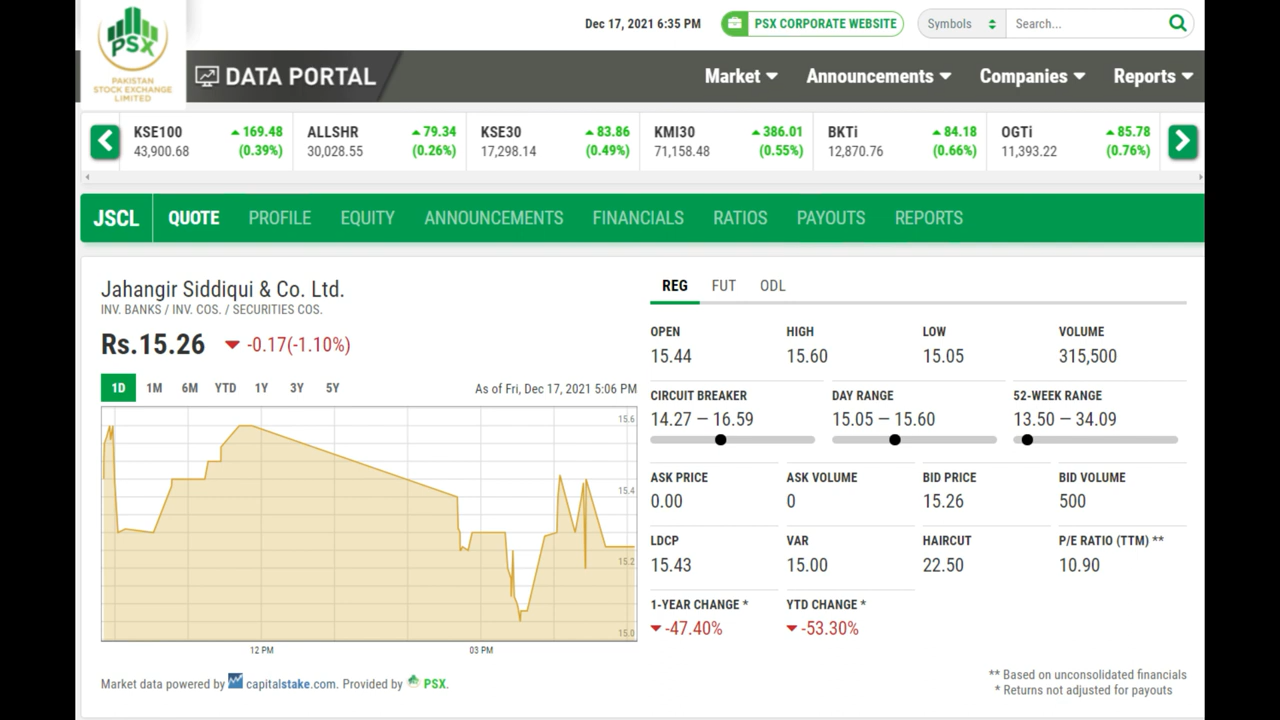 PSX
PAKISTAN
STOCK EXCHANGE
LIMITED
Dec 17, 2021 6:35 PM
PSX CORPORATE WEBSITE
Symbols
Search...
DATA PORTAL
Market
Announcements
Companies
Reports
KSE100 169.48
43,900.68 (0.39%)
ALLSHR 79.34
30,028.55 (0.26%)
KSE30 83.86
17,298.14 (0.49%)
KMI30 386.01
71,158.48 (0.55%)
BKTi 84.18
12,870.76 (0.66%)
OGTi 85.78
11,393.22 (0.76%)
JSCL QUOTE PROFILE EQUITY ANNOUNCEMENTS FINANCIALS RATIOS PAYOUTS REPORTS
Jahangir Siddiqui & Co. Ltd.
INV. BANKS / INV. COS. / SECURITIES COS.
Rs.15.26 -0.17(-1.10%)
1D 1M 6M YTD 1Y 3Y 5Y As of Fri, Dec 17, 2021 5:06 PM
15.6
15.4
15.2
15.0
12 PM 03 PM
Market data powered by capitalstake.com. Provided by PSX.
REG FUT ODL
OPEN HIGH LOW VOLUME
15.44 15.60 15.05 315,500
CIRCUIT BREAKER DAY RANGE 52-WEEK RANGE
14.27 — 16.59 15.05 — 15.60 13.50 — 34.09
ASK PRICE ASK VOLUME BID PRICE BID VOLUME
0.00 0 15.26 500
LDCP VAR HAIRCUT P/E RATIO (TTM) **
15.43 15.00 22.50 10.90
1-YEAR CHANGE * YTD CHANGE *
-47.40% -53.30%
** Based on unconsolidated financials
* Returns not adjusted for payouts